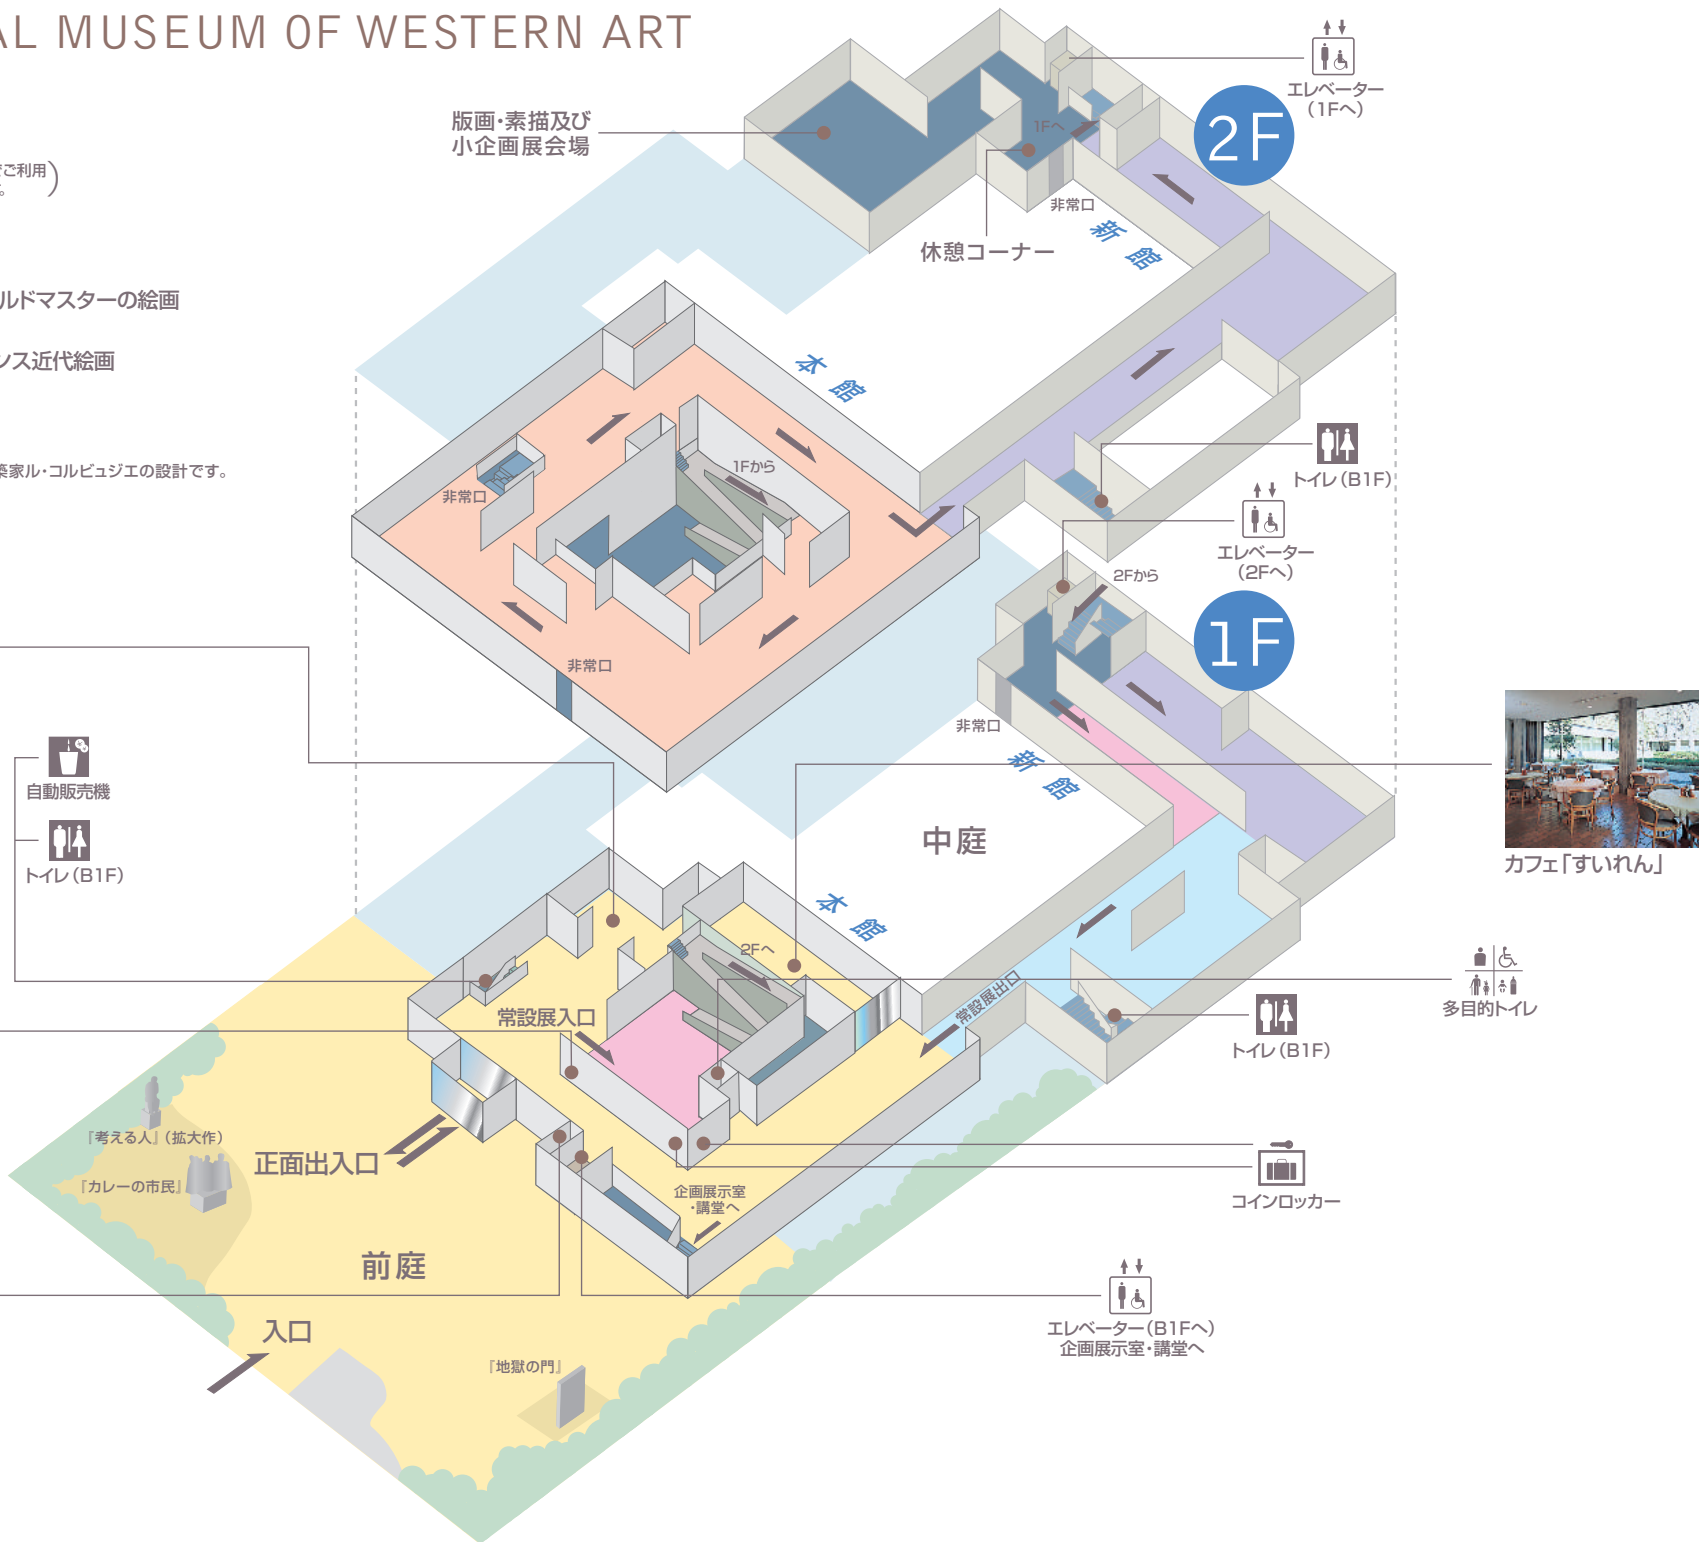 AL MUSEUM OF WESTERN ART
エレベーター
(1Fへ)
版画・素描及び
小企画展会場
1Fへ
2F
でご利用
す。
非常口
休憩コーナー
新館
ルドマスターの絵画
ンス近代絵画
本館
築家ル・コルビュジエの設計です。
1Fから
非常口
トイレ(B1F)
エレベーター
(2Fへ)
2Fから
1F
非常口
非常口
新館
自動販売機
中庭
トイレ(B1F)
カフェ「すいれん」
本館
2Fへ
常設展入口
常設展出口
多目的トイレ
トイレ(B1F)
『考える人』(拡大作)
正面出入口
『カレーの市民』
企画展示室
・講堂へ
コインロッカー
前庭
入口
エレベーター(B1Fへ)
企画展示室・講堂へ
『地獄の門』